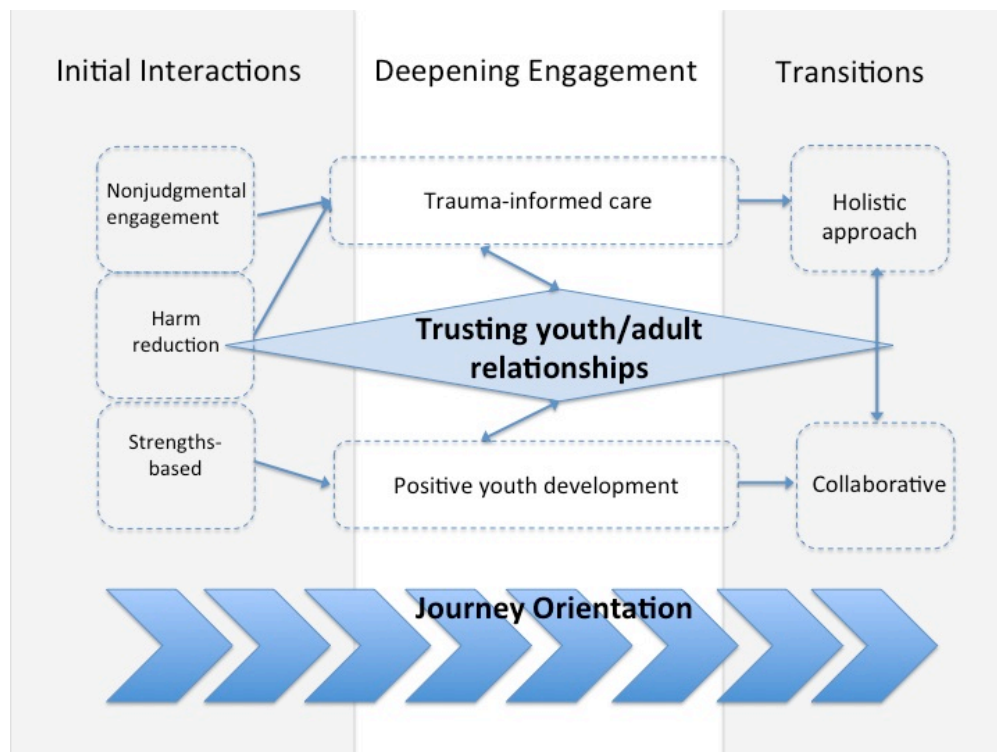 Initial Interactions
Deepening Engagement
Transitions
Nonjudgmental
engagement
Harm
reduction
Strengths-
based
Trauma-informed care
Trusting youth/adult
relationships
Positive youth development
Holistic
approach
Collaborative
Journey Orientation